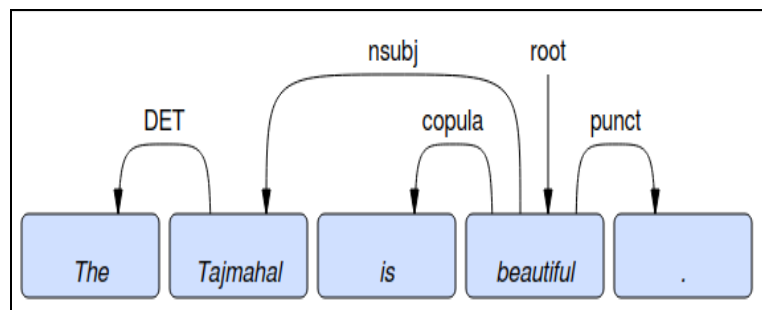 nsubj root
DET copula punct
The Tajmahal is beautiful .